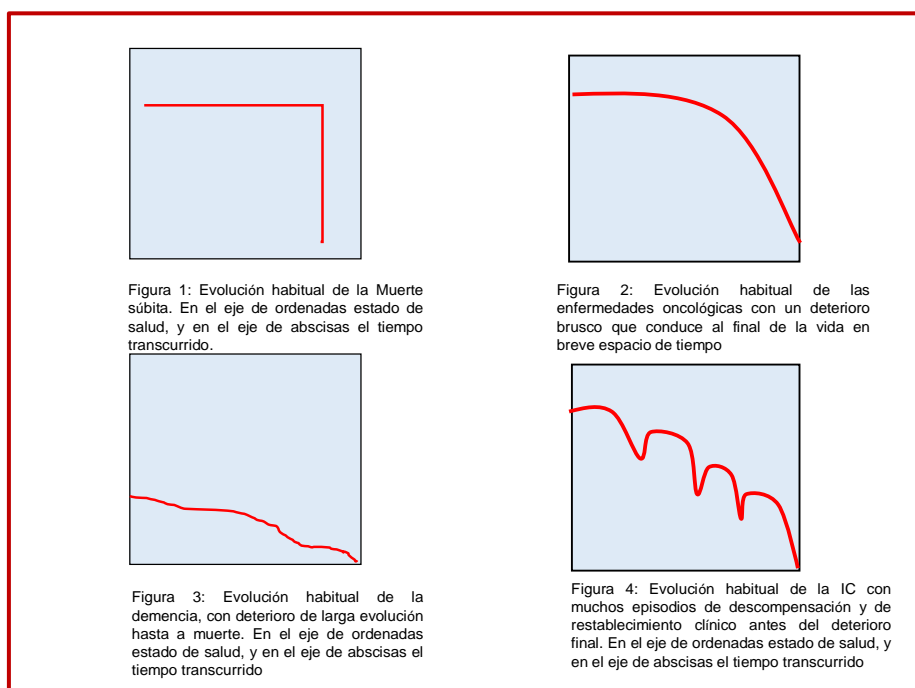 Figura 1: Evolución habitual de la Muerte
súbita. En el eje de ordenadas estado de
salud, y en el eje de abscisas el tiempo
transcurrido.
Figura 2: Evolución habitual de las
enfermedades oncológicas con un deterioro
brusco que conduce al final de la vida en
breve espacio de tiempo
Figura 3: Evolución habitual de la
demencia, con deterioro de larga evolución
hasta a muerte. En el eje de ordenadas
estado de salud, y en el eje de abscisas el
tiempo transcurrido
Figura 4: Evolución habitual de la IC con
muchos episodios de descompensación y de
restablecimiento clínico antes del deterioro
final. En el eje de ordenadas estado de salud, y
en el eje de abscisas el tiempo transcurrido